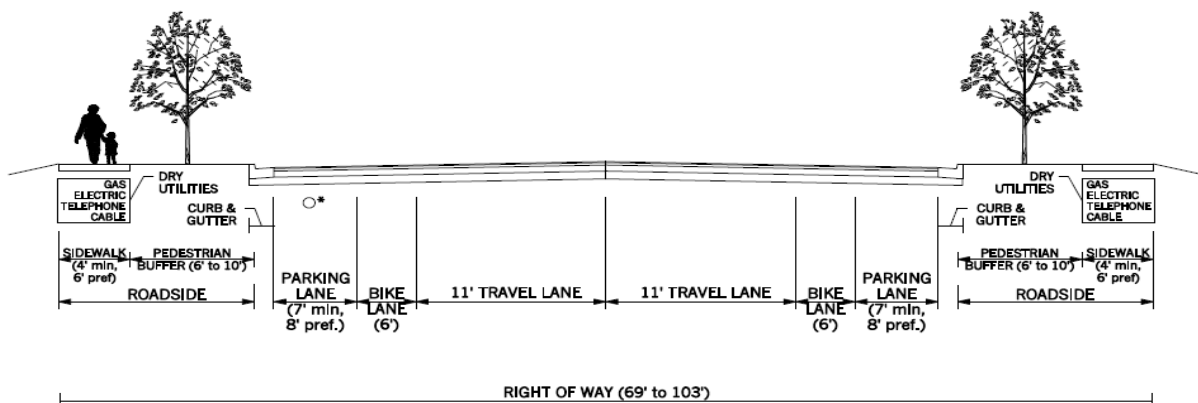 DRY
UTILITIES
GAS
ELECTRIC
TELEPHONE
CABLE
CURB &
GUTTER
*
DRY
UTILITIES
GAS
ELECTRIC
TELEPHONE
CABLE
CURB &
GUTTER
SIDEWALK
(4' min,
6' pref)
PEDESTRIAN
BUFFER (6' to 10')
ROADSIDE
PARKING
LANE
(7' min,
8' pref.)
BIKE
LANE
(6')
11' TRAVEL LANE
11' TRAVEL LANE
BIKE
LANE
(6')
PARKING
LANE
(7' min,
8' pref.)
PEDESTRIAN
BUFFER (6' to 10')
SIDEWALK
(4' min,
6' pref)
ROADSIDE
RIGHT OF WAY (69' to 103')